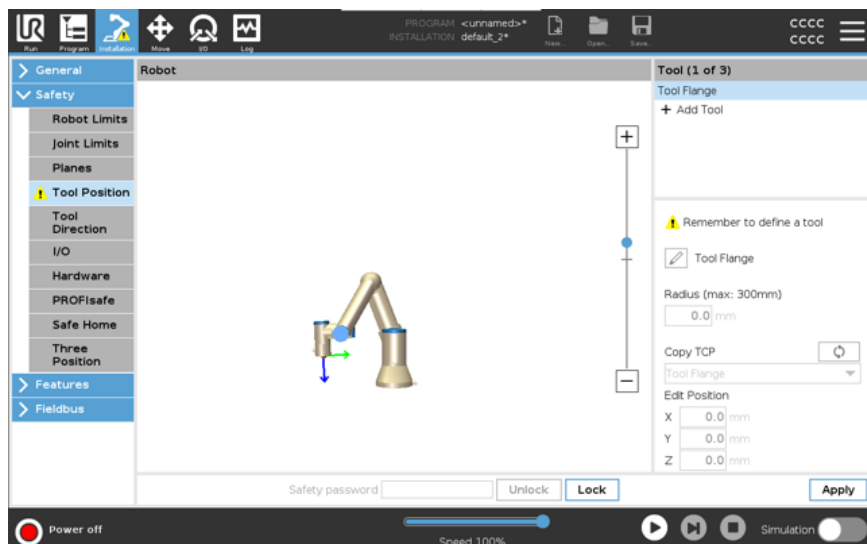 PROGRAM <unnamed>*
INSTALLATION default_2*
New... Open... Save...
CCCC
CCCC
UR
Run Program Installation Move I/O Log
General
Safety
Robot Limits
Joint Limits
Planes
Tool Position
Tool
Direction
I/O
Hardware
PROFIsafe
Safe Home
Three
Position
Features
Fieldbus
Robot
Tool (1 of 3)
Tool Flange
+ Add Tool
Remember to define a tool
Tool Flange
Radius (max: 300mm)
0.0 mm
Copy TCP
Tool Flange
Edit Position
X 0.0 mm
Y 0.0 mm
Z 0.0 mm
Safety password Unlock Lock
Apply
Power off
Speed 100%
Simulation